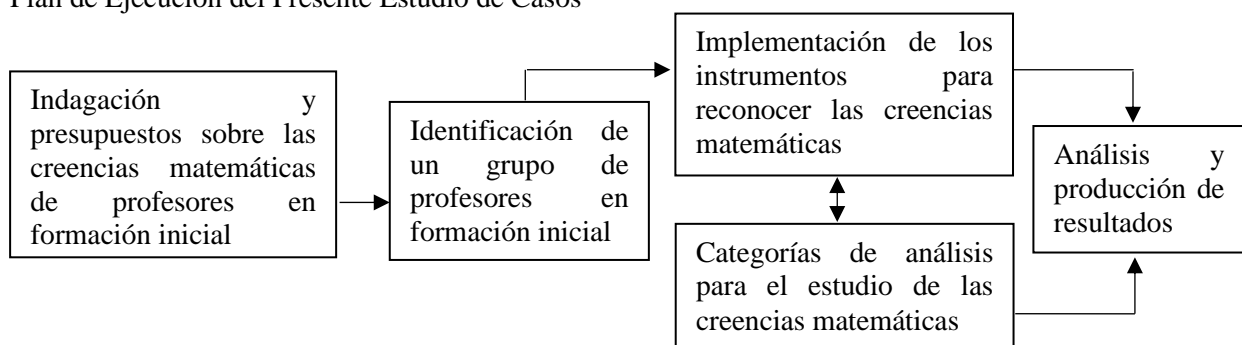 Plan de Ejecución del Presente Estudio de Casos
Indagación y
presupuestos sobre las
creencias matemáticas
de profesores en
formación inicial
Identificación de
un grupo de
profesores en
formación inicial
Implementación de los
instrumentos para
reconocer las creencias
matemáticas
Categorías de análisis
para el estudio de las
creencias matemáticas
Análisis y
producción de
resultados